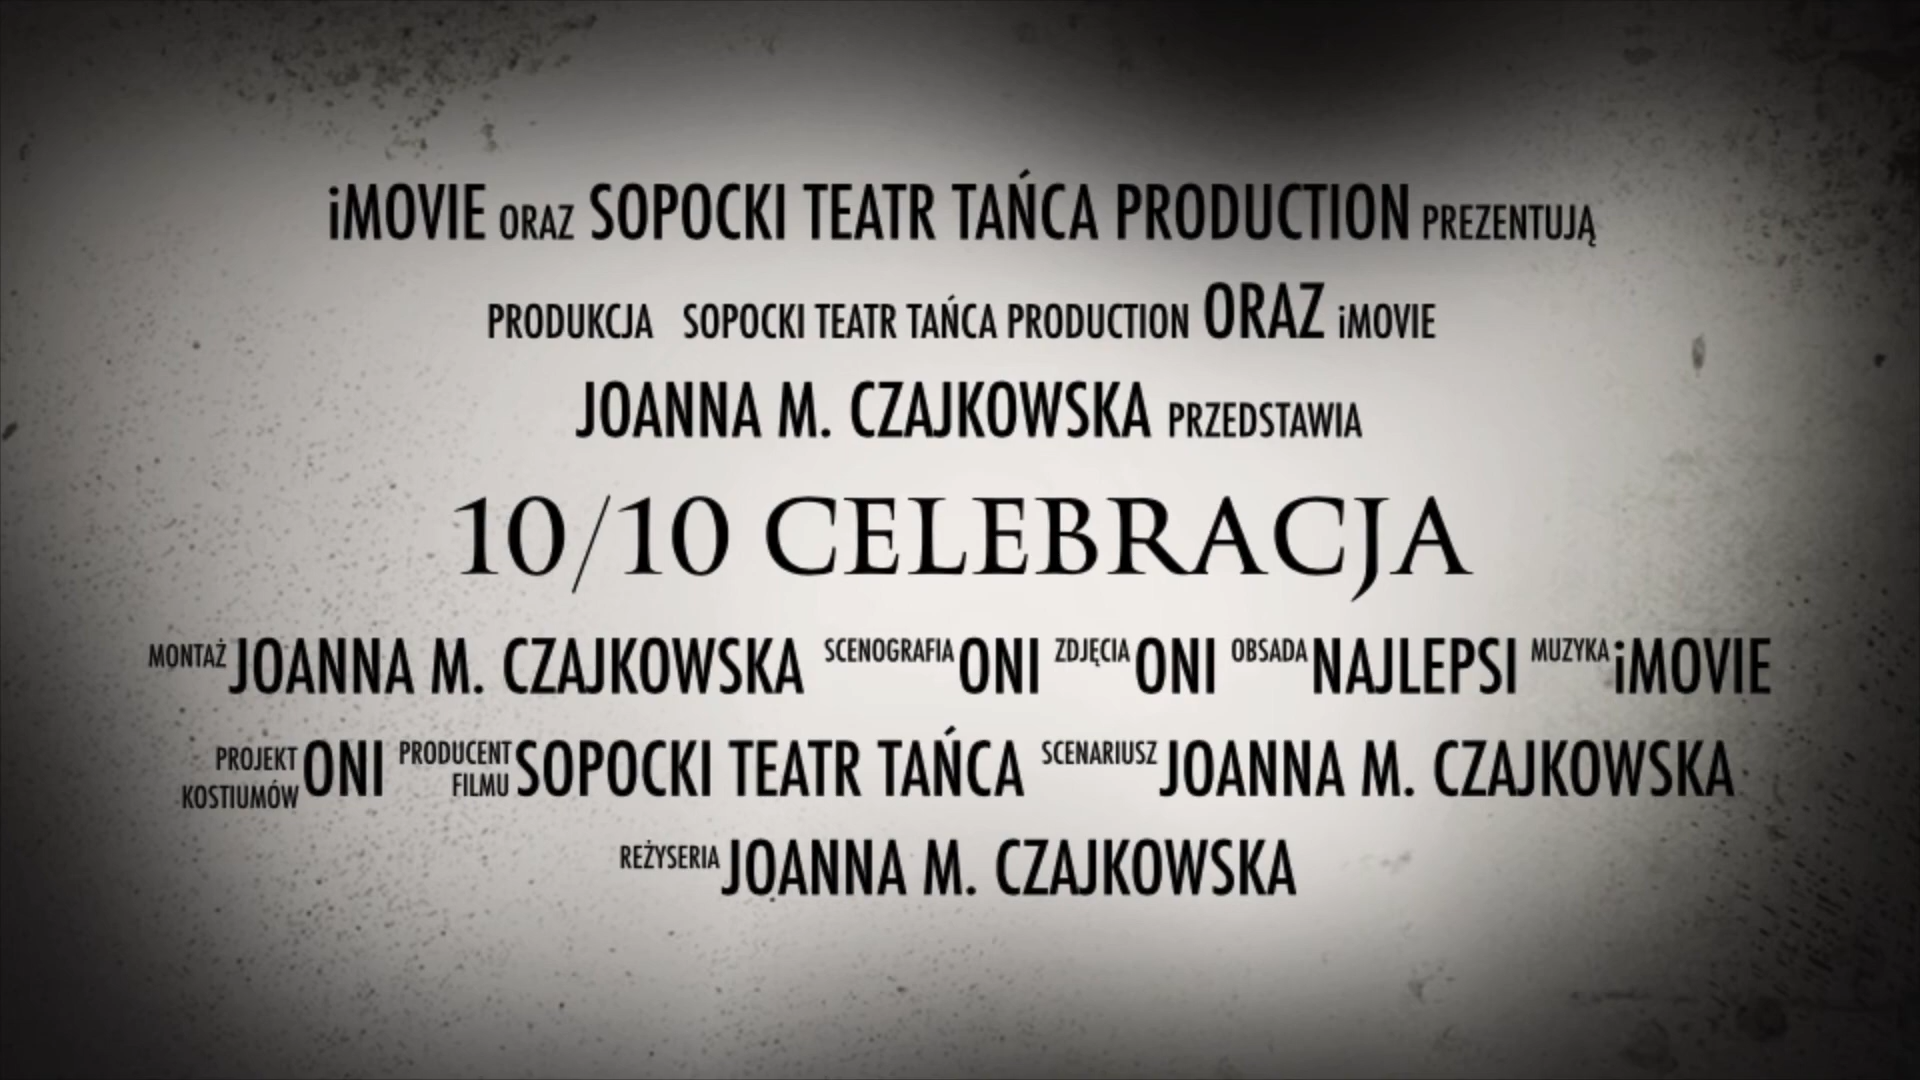 iMOVIE ORAZ SOPOCKI TEATR TAŃCA PRODUCTION PREZENTUJĄ
PRODUKCJA SOPOCKI TEATR TAŃCA PRODUCTION ORAZ iMOVIE
JOANNA M. CZAJKOWSKA PRZEDSTAWIA
10/10 CELEBRACJA
MONTAŻ JOANNA M. CZAJKOWSKA SCENOGRAFIA ONI ZDJĘCIA ONI OBSADA NAJLEPSI MUZYKA iMOVIE
PROJEKT KOSTIUMÓW ONI PRODUCENT FILMU SOPOCKI TEATR TAŃCA SCENARIUSZ JOANNA M. CZAJKOWSKA
REŻYSERIA JOANNA M. CZAJKOWSKA